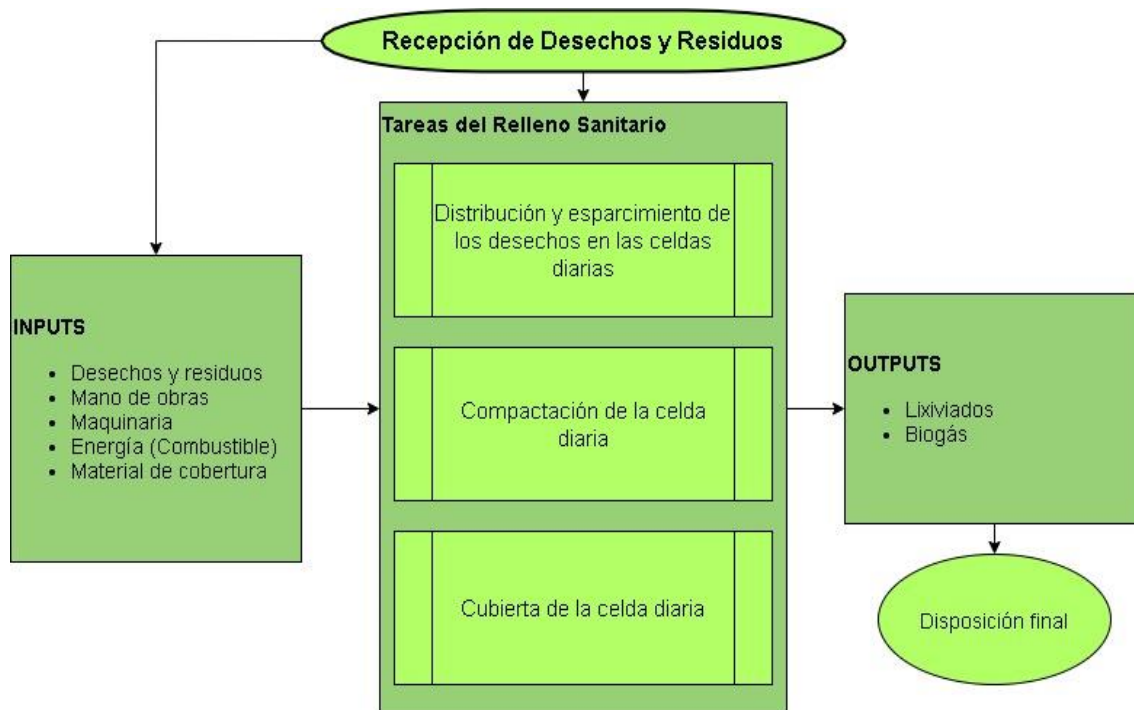 Recepción de Desechos y Residuos
Tareas del Relleno Sanitario
Distribución y esparcimiento de
los desechos en las celdas
diarias
INPUTS
• Desechos y residuos
• Mano de obras
• Maquinaria
• Energía (Combustible)
• Material de cobertura
Compactación de la celda
diaria
Cubierta de la celda diaria
OUTPUTS
• Lixiviados
• Biogás
Disposición final